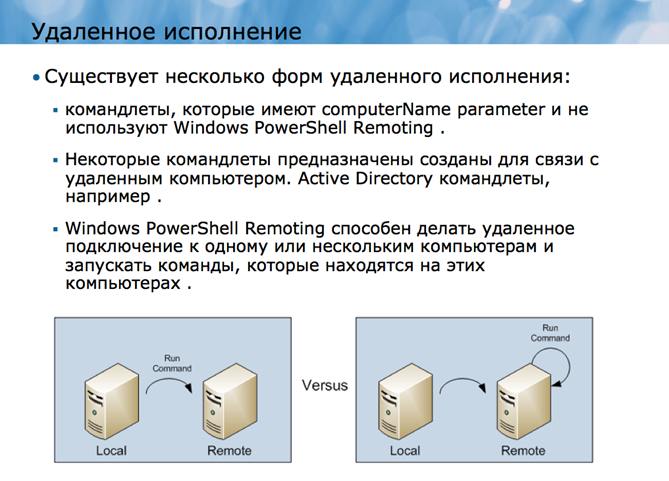 Удаленное исполнение
• Существует несколько форм удаленного исполнения:
▪ командлеты, которые имеют computerName parameter и не
используют Windows PowerShell Remoting .
▪ Некоторые командлеты предназначены созданы для связи с
удаленным компьютером. Active Directory командлеты,
например .
▪ Windows PowerShell Remoting способен делать удаленное
подключение к одному или нескольким компьютерам и
запускать команды, которые находятся на этих
компьютерах .
Run
Command
Local
Remote
Versus
Run
Command
Local
Remote